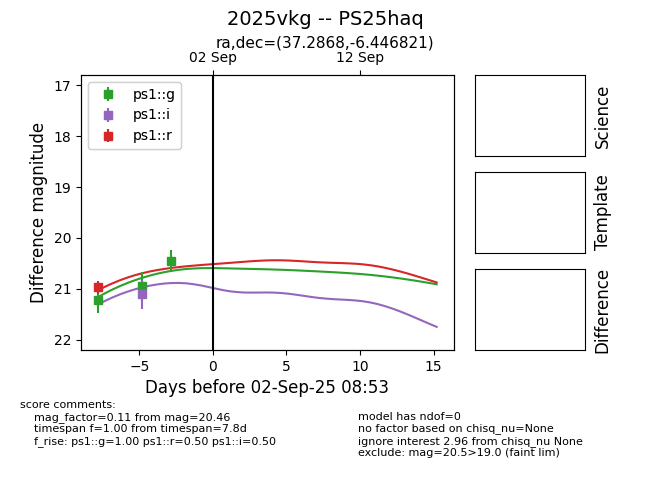 2025vkg -- PS25haq
ra,dec=(37.2868,-6.446821)
02 Sep
12 Sep
17
18
19
20
21
22
Difference magnitude
ps1::g
ps1::i
ps1::r
−5
0
5
10
15
Days before 02-Sep-25 08:53
Science
Template
Difference
score comments:
mag_factor=0.11 from mag=20.46
timespan f=1.00 from timespan=7.8d
f_rise: ps1::g=1.00 ps1::r=0.50 ps1::i=0.50
model has ndof=0
no factor based on chisq_nu=None
ignore interest 2.96 from chisq_nu None
exclude: mag=20.5>19.0 (faint lim)